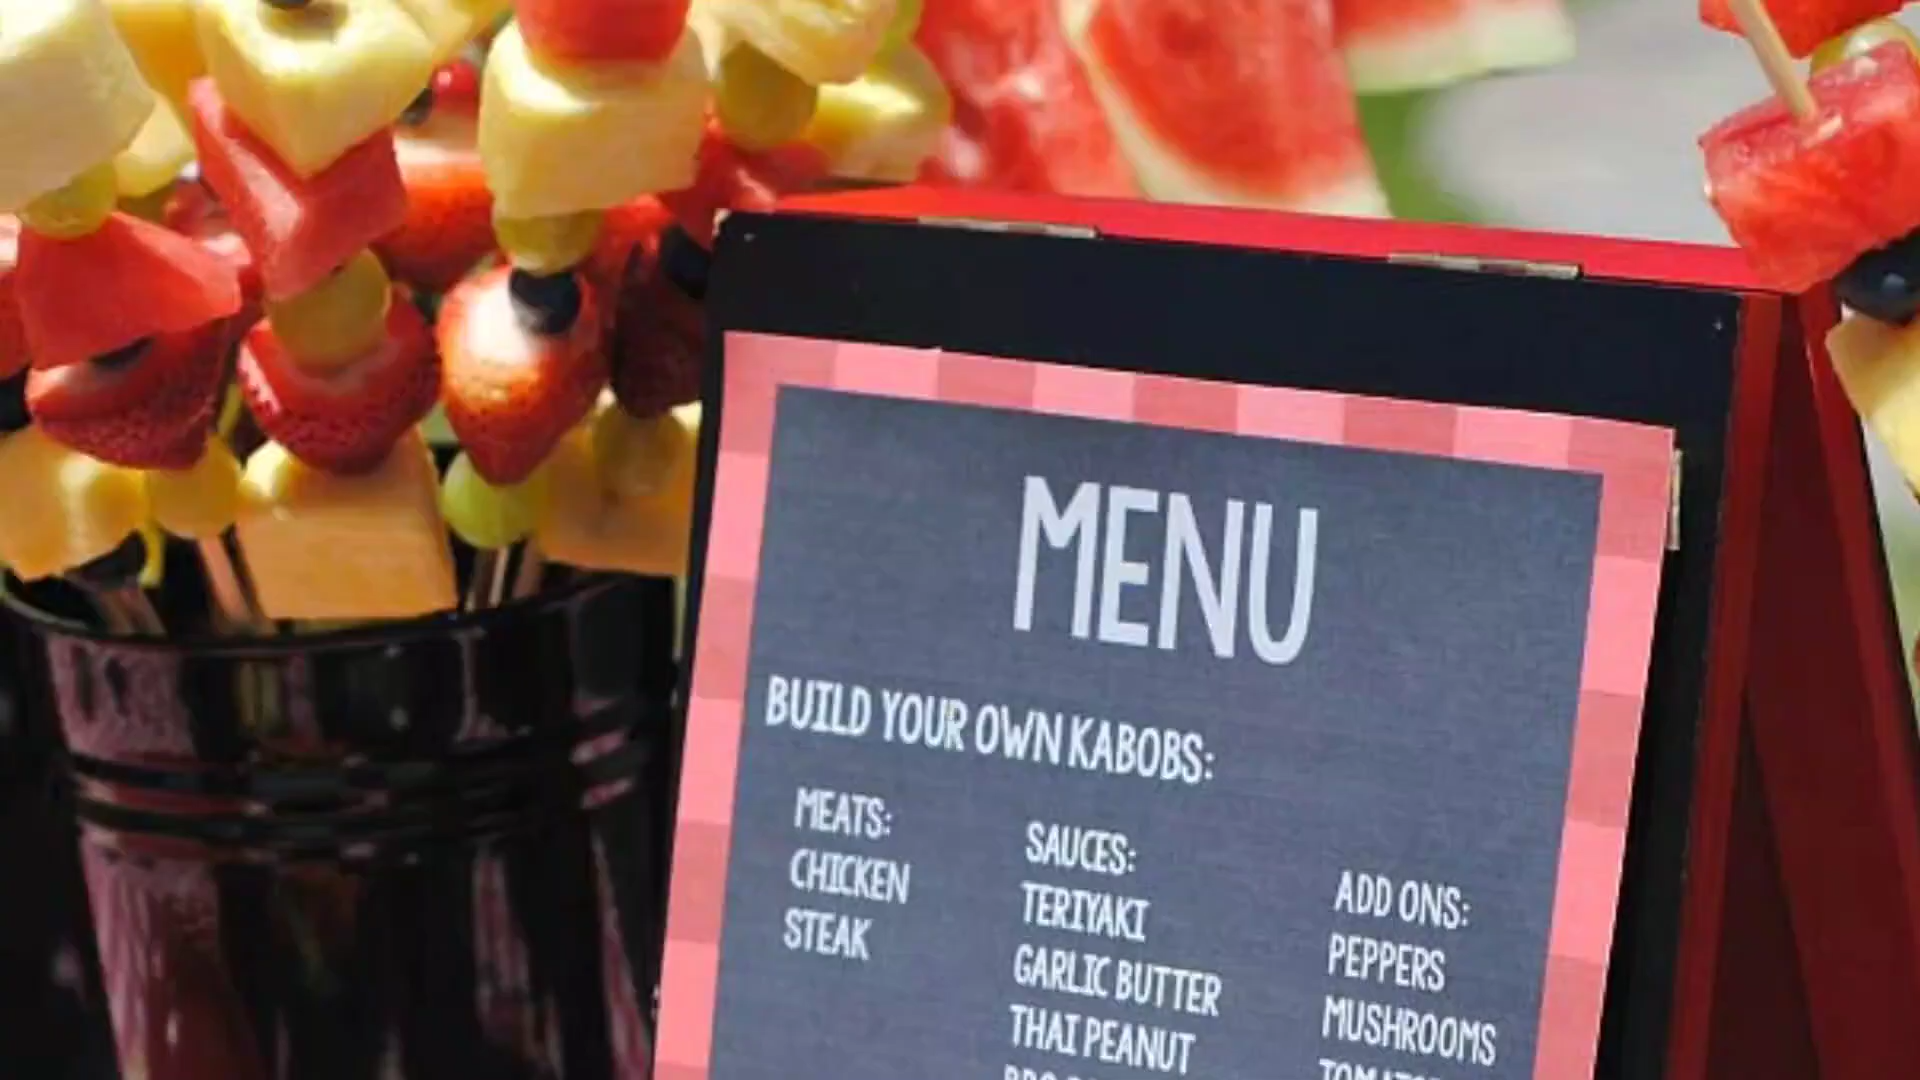 MENU
BUILD YOUR OWN KABOBS:
MEATS:
CHICKEN
STEAK
SAUCES:
TERIYAKI
GARLIC BUTTER
THAI PEANUT
ADD ONS:
PEPPERS
MUSHROOMS